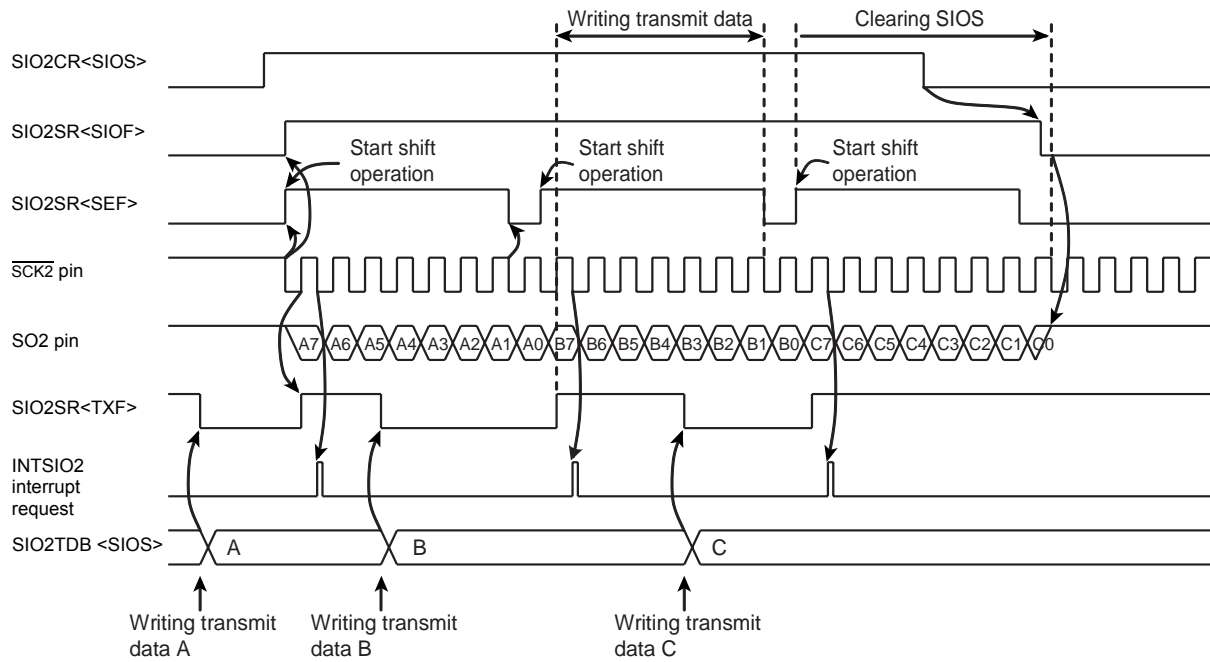 Writing transmit data
Clearing SIOS
SIO2CR<SIOS>
SIO2SR<SIOF>
Start shift
operation
Start shift
operation
Start shift
operation
SIO2SR<SEF>
SCK2 pin
SO2 pin
A7 A6 A5 A4 A3 A2 A1 A0 B7 B6 B5 B4 B3 B2 B1 B0 C7 C6 C5 C4 C3 C2 C1 C0
SIO2SR<TXF>
INTSIO2
interrupt
request
SIO2TDB <SIOS>
A
B
C
Writing transmit
data A
Writing transmit
data B
Writing transmit
data C